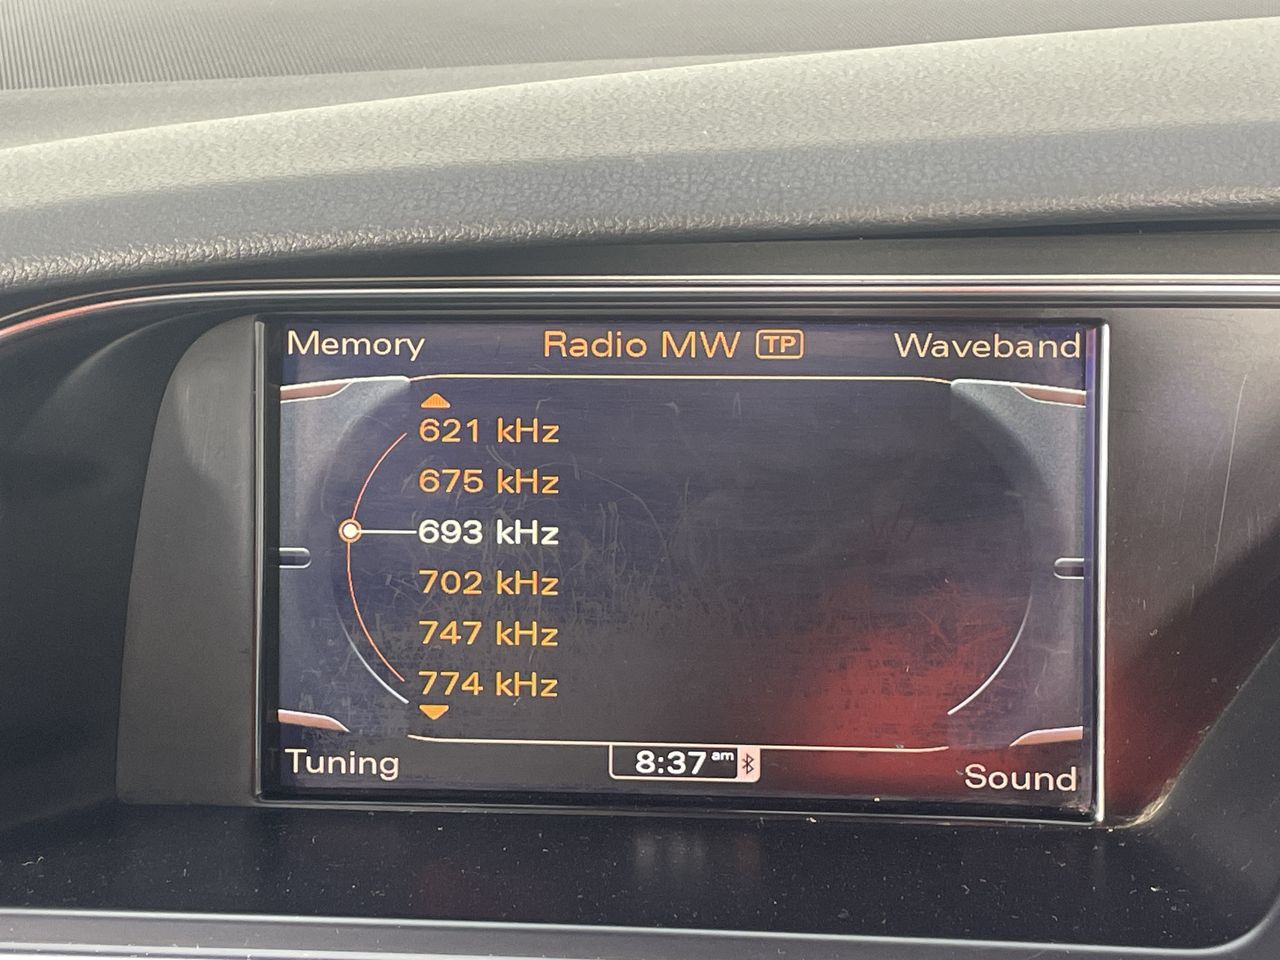 Memory Radio MW TP Waveband
621 kHz
675 kHz
693 kHz
702 kHz
747 kHz
774 kHz
Tuning 8:37 am Sound